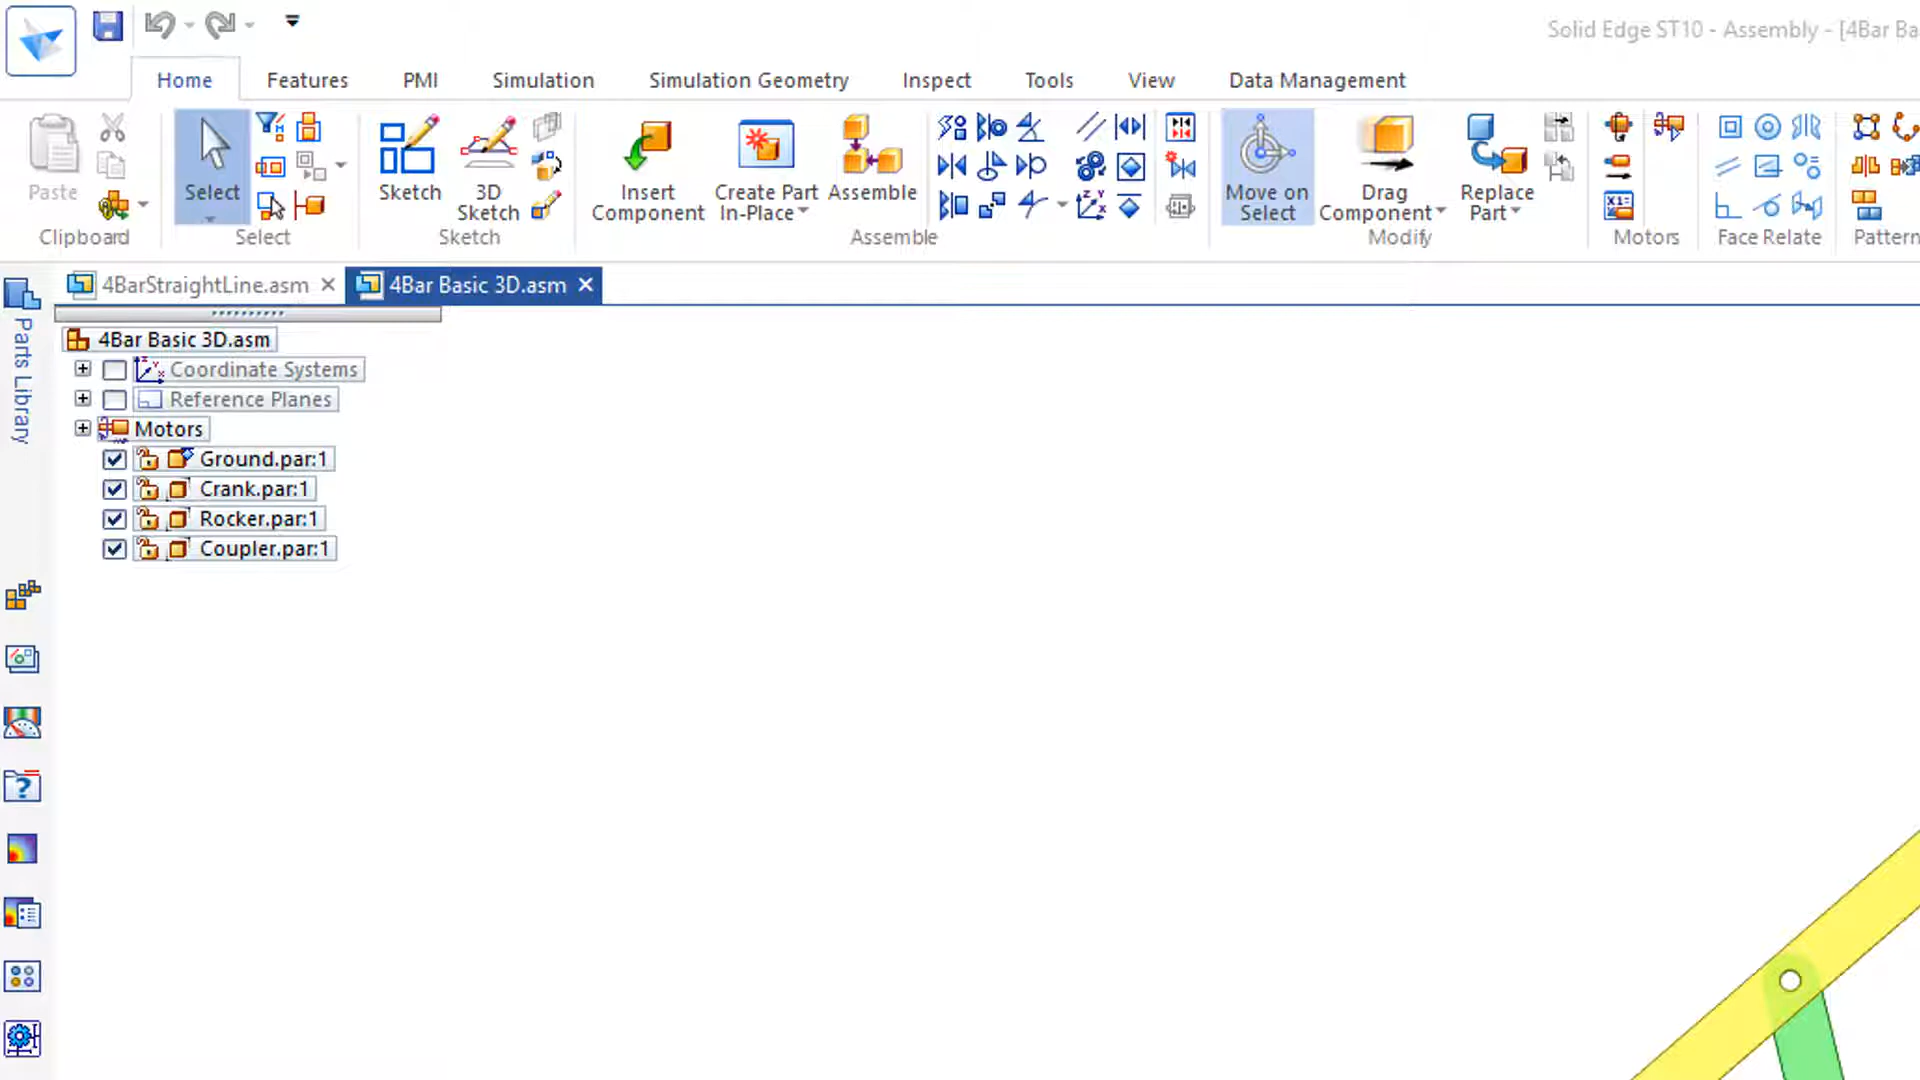 Solid Edge ST10 - Assembly - [4Bar Ba
Home Features PMI Simulation Simulation Geometry Inspect Tools View Data Management
Paste
Select
Sketch
3D
Sketch
Insert
Component
Create Part
In-Place
Assemble
Move on
Select
Drag
Component
Replace
Part
Clipboard Select Sketch Assemble Modify Motors Face Relate Pattern
4BarStraightLine.asm 4Bar Basic 3D.asm
Parts Library
4Bar Basic 3D.asm
Coordinate Systems
Reference Planes
Motors
Ground.par:1
Crank.par:1
Rocker.par:1
Coupler.par:1